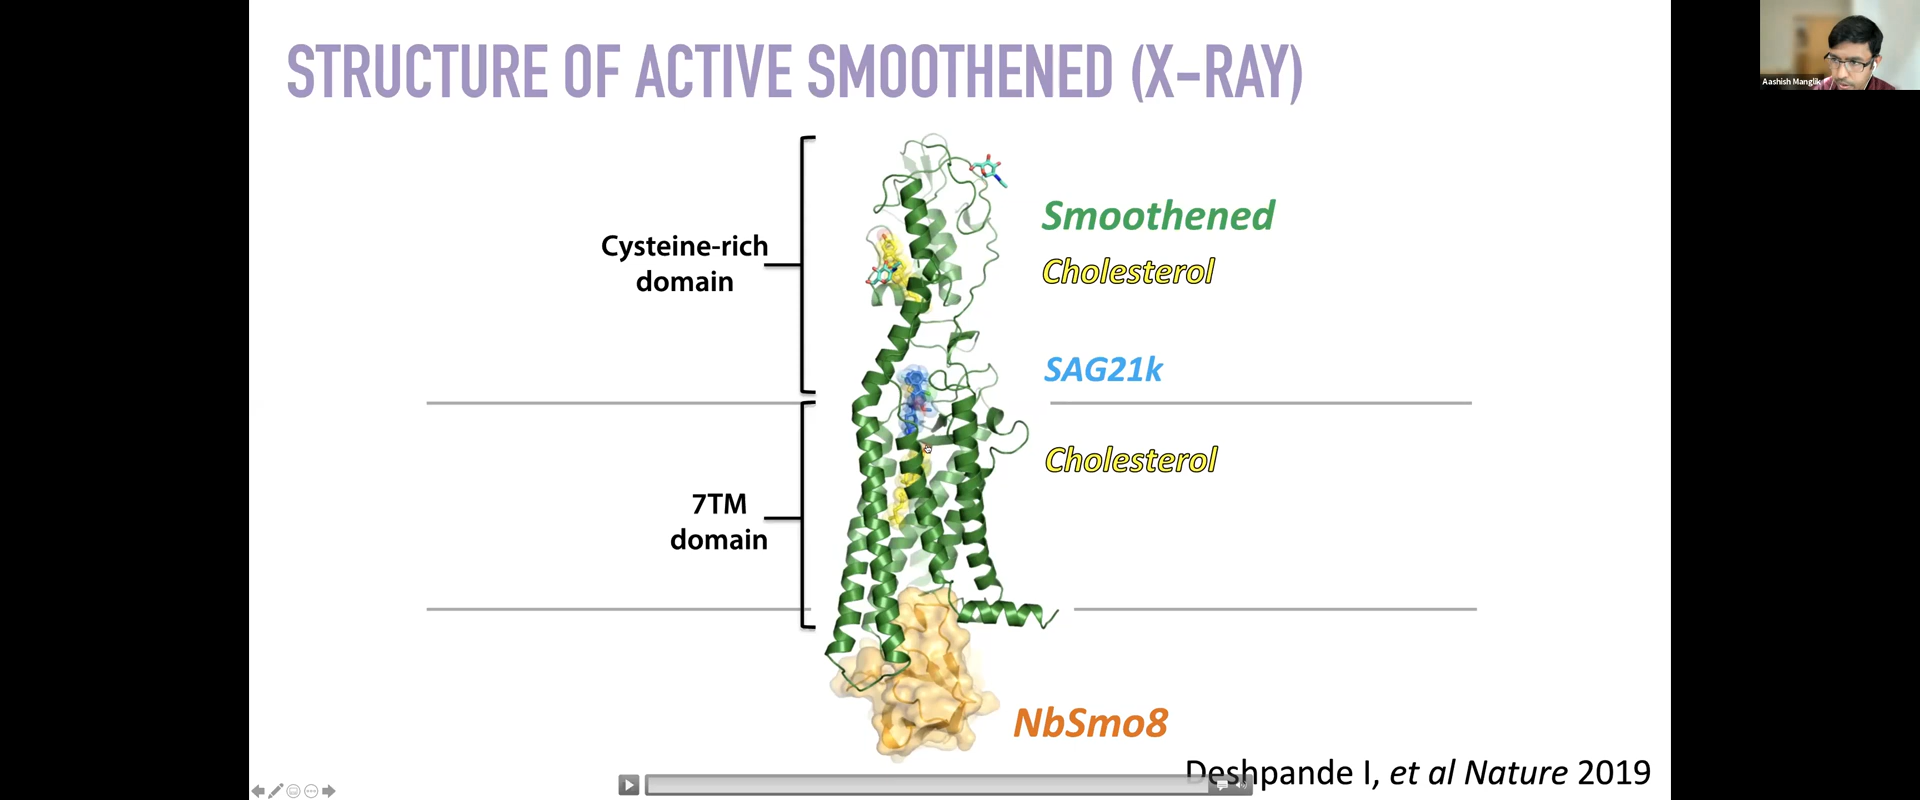 STRUCTURE OF ACTIVE SMOOTHENED (X-RAY)
Aashish Manglik
Cysteine-rich
domain
Smoothened
Cholesterol
SAG21k
Cholesterol
7TM
domain
NbSmo8
Deshpande I, et al Nature 2019